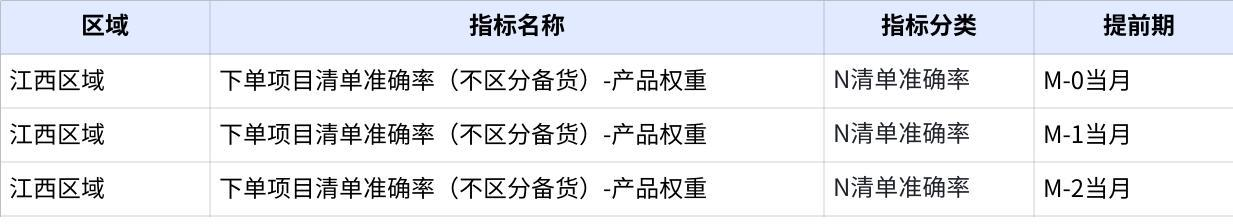 区域 指标名称 指标分类 提前期
江西区域 下单项目清单准确率（不区分备货）-产品权重 N清单准确率 M-0当月
江西区域 下单项目清单准确率（不区分备货）-产品权重 N清单准确率 M-1当月
江西区域 下单项目清单准确率（不区分备货）-产品权重 N清单准确率 M-2当月